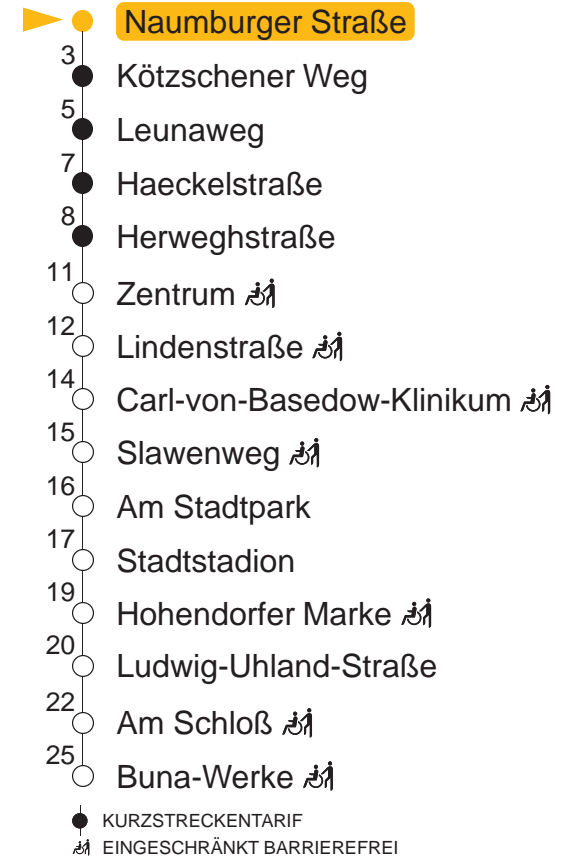 Naumburger Straße
3
Kötzschener Weg
5
Leunaweg
7
Haeckelstraße
8
Herweghstraße
11
Zentrum
12
Lindenstraße
14
Carl-von-Basedow-Klinikum
15
Slawenweg
16
Am Stadtpark
17
Stadtstadion
19
Hohendorfer Marke
20
Ludwig-Uhland-Straße
22
Am Schloß
25
Buna-Werke
KURZSTRECKENTARIF
EINGESCHRÄNKT BARRIEREFREI